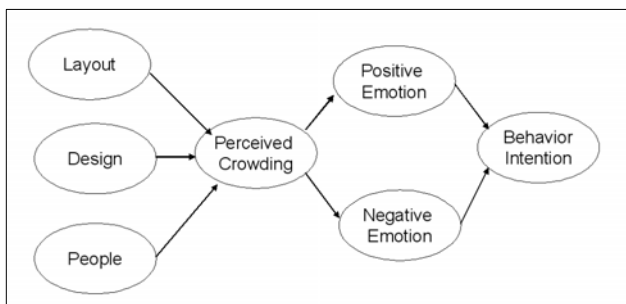 Layout
Design
People
Perceived
Crowding
Positive
Emotion
Negative
Emotion
Behavior
Intention